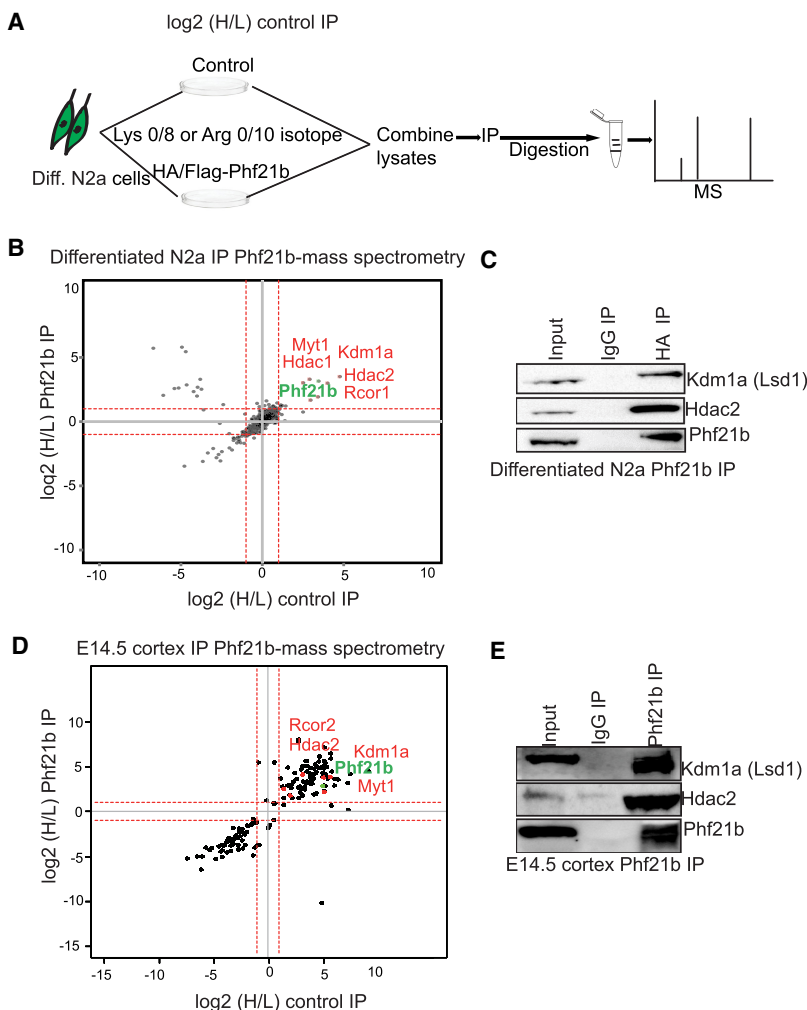 A
log2 (H/L) control IP
Control
Lys 0/8 or Arg 0/10 isotope
Diff. N2a cells
HA/Flag-Phf21b
Combine
lysates
IP
Digestion
MS
B
Differentiated N2a IP Phf21b-mass spectrometry
loq2 (H/L) Phf21b IP
10
5
0
-5
-10
Myt1
Kdm1a
Hdac1
Hdac2
Phf21b
Rcor1
-10
-5
0
5
10
log2 (H/L) control IP
C
Input
IgG IP
HA IP
Kdm1a (Lsd1)
Hdac2
Phf21b
Differentiated N2a Phf21b IP
D
E14.5 cortex IP Phf21b-mass spectrometry
log2 (H/L) Phf21b IP
10
5
0
-5
-10
-15
Rcor2
Hdac2
Kdm1a
Phf21b
Myt1
-15
-10
-5
0
5
10
log2 (H/L) control IP
E
Input
IgG IP
Phf21b IP
Kdm1a (Lsd1)
Hdac2
Phf21b
E14.5 cortex Phf21b IP